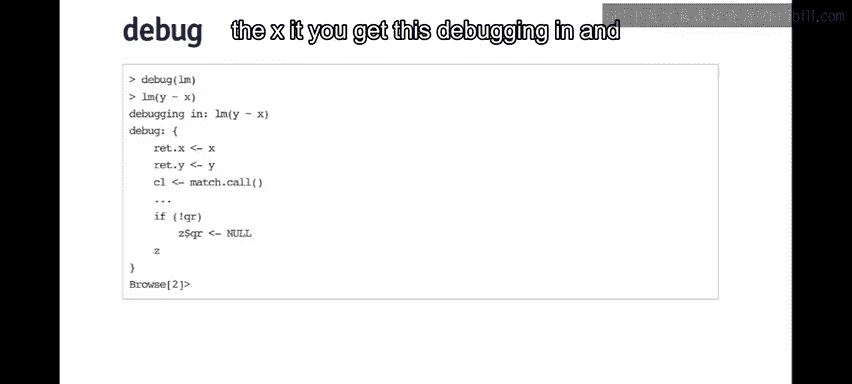 debug
the x it you get this debugging in and
> debug(lm)
> lm(y ~ x)
debugging in: lm(y ~ x)
debug: {
    ret.x <- x
    ret.y <- y
    cl <- match.call()
    ...
    if (!qr)
        z$qr <- NULL
    z
}
Browse[2]>